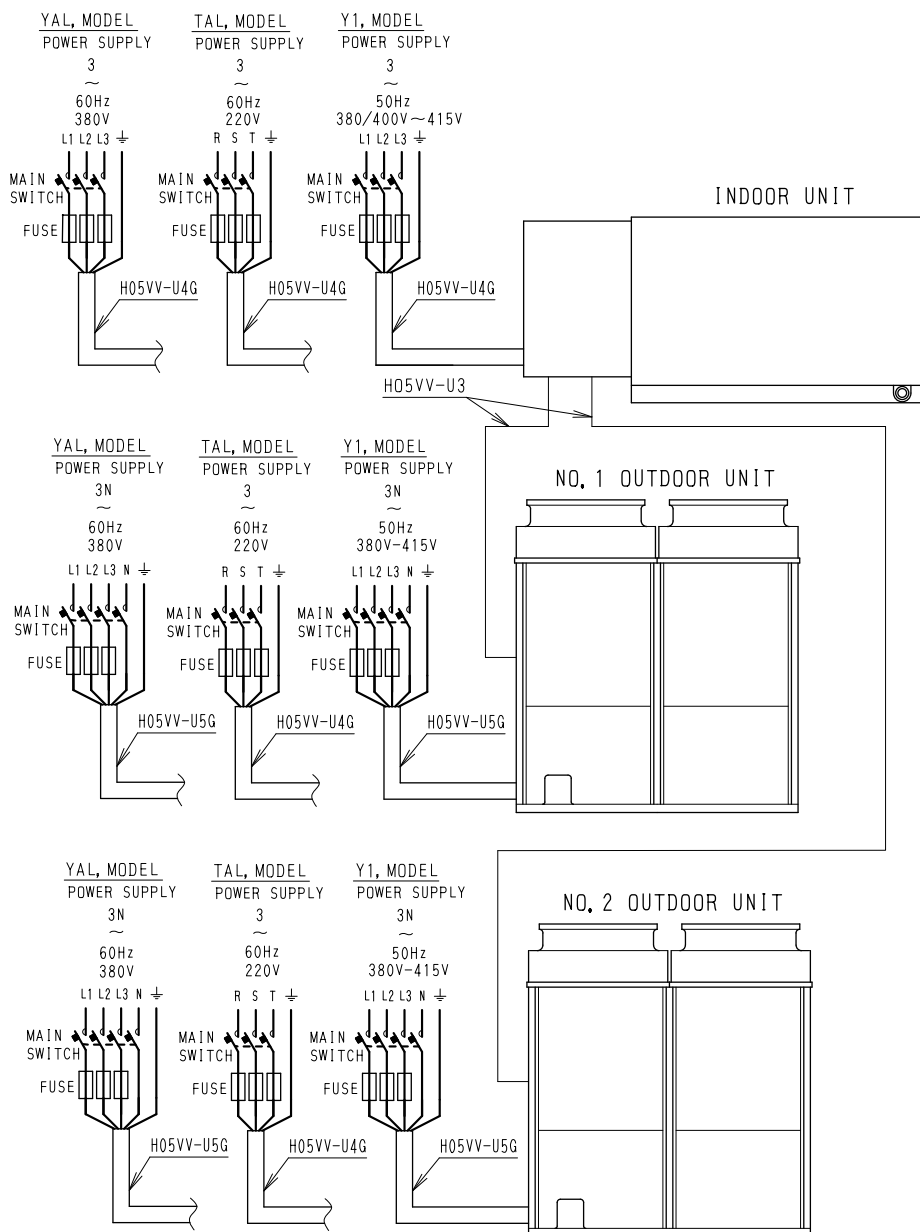 YAL, MODEL
POWER SUPPLY
3
~
60Hz
380V
L1 L2 L3
MAIN SWITCH
FUSE
H05VV-U4G
TAL, MODEL
POWER SUPPLY
3
~
60Hz
220V
R S T
MAIN SWITCH
FUSE
H05VV-U4G
Y1, MODEL
POWER SUPPLY
3
~
50Hz
380/400V~415V
L1 L2 L3
MAIN SWITCH
FUSE
H05VV-U4G
INDOOR UNIT
H05VV-U3
YAL, MODEL
POWER SUPPLY
3N
~
60Hz
380V
L1 L2 L3 N
MAIN SWITCH
FUSE
H05VV-U5G
TAL, MODEL
POWER SUPPLY
3
~
60Hz
220V
R S T
MAIN SWITCH
FUSE
H05VV-U4G
Y1, MODEL
POWER SUPPLY
3N
~
50Hz
380V-415V
L1 L2 L3 N
MAIN SWITCH
FUSE
H05VV-U5G
NO. 1 OUTDOOR UNIT
YAL, MODEL
POWER SUPPLY
3N
~
60Hz
380V
L1 L2 L3 N
MAIN SWITCH
FUSE
H05VV-U5G
TAL, MODEL
POWER SUPPLY
3
~
60Hz
220V
R S T
MAIN SWITCH
FUSE
H05VV-U4G
Y1, MODEL
POWER SUPPLY
3N
~
50Hz
380V-415V
L1 L2 L3 N
MAIN SWITCH
FUSE
H05VV-U5G
NO. 2 OUTDOOR UNIT